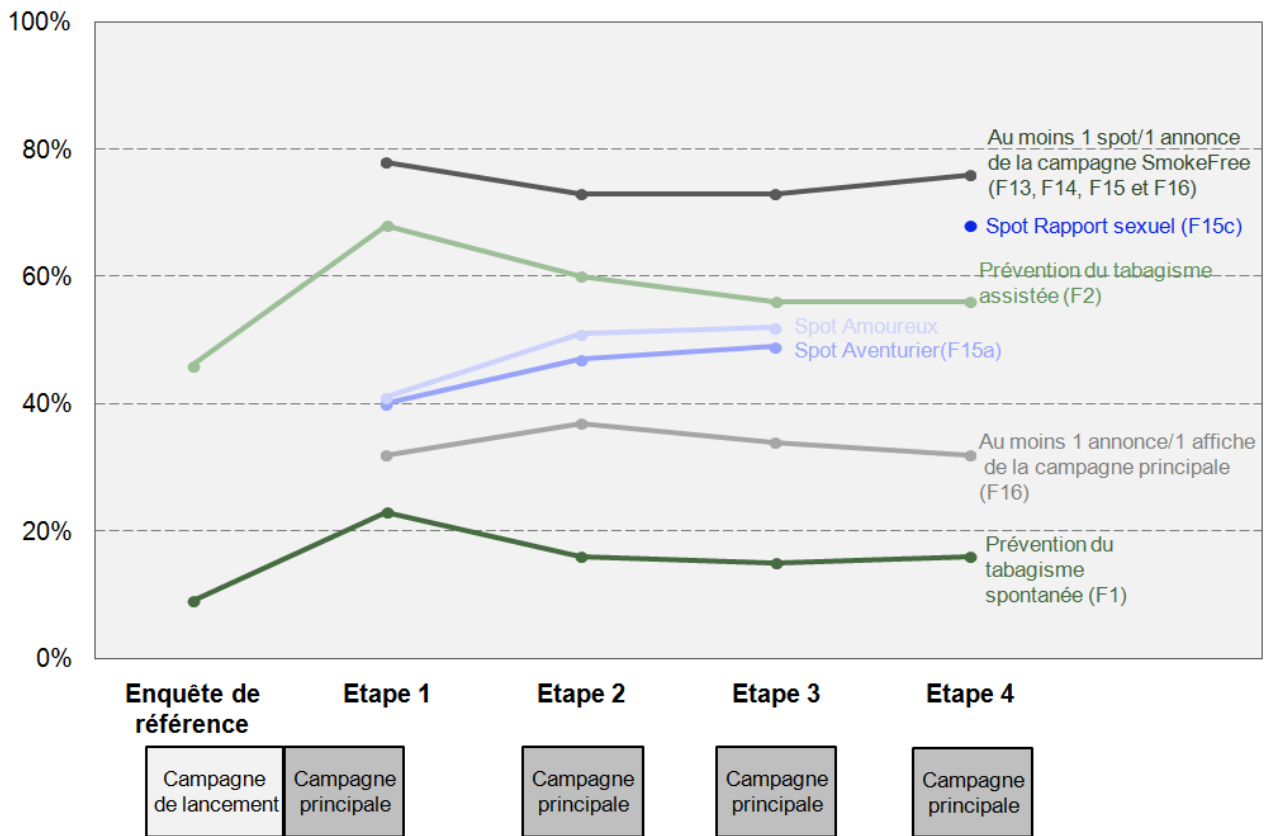 100%
80%
60%
40%
20%
0%
Au moins 1 spot/1 annonce
de la campagne SmokeFree
(F13, F14, F15 et F16)
Spot Rapport sexuel (F15c)
Prévention du tabagisme
assistée (F2)
Spot Amoureux
Spot Aventurier(F15a)
Au moins 1 annonce/1 affiche
de la campagne principale
(F16)
Prévention du
tabagisme
spontanée (F1)
Enquête de
référence
Etape 1
Etape 2
Etape 3
Etape 4
Campagne
de lancement
Campagne
principale
Campagne
principale
Campagne
principale
Campagne
principale